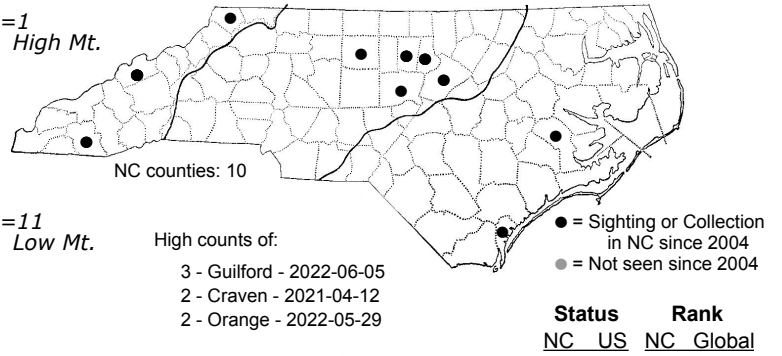 =1
High Mt.
NC counties: 10
=11
Low Mt.
High counts of:
3 - Guilford - 2022-06-05
2 - Craven - 2021-04-12
2 - Orange - 2022-05-29
= Sighting or Collection
in NC since 2004
= Not seen since 2004
Status Rank
NC US NC Global